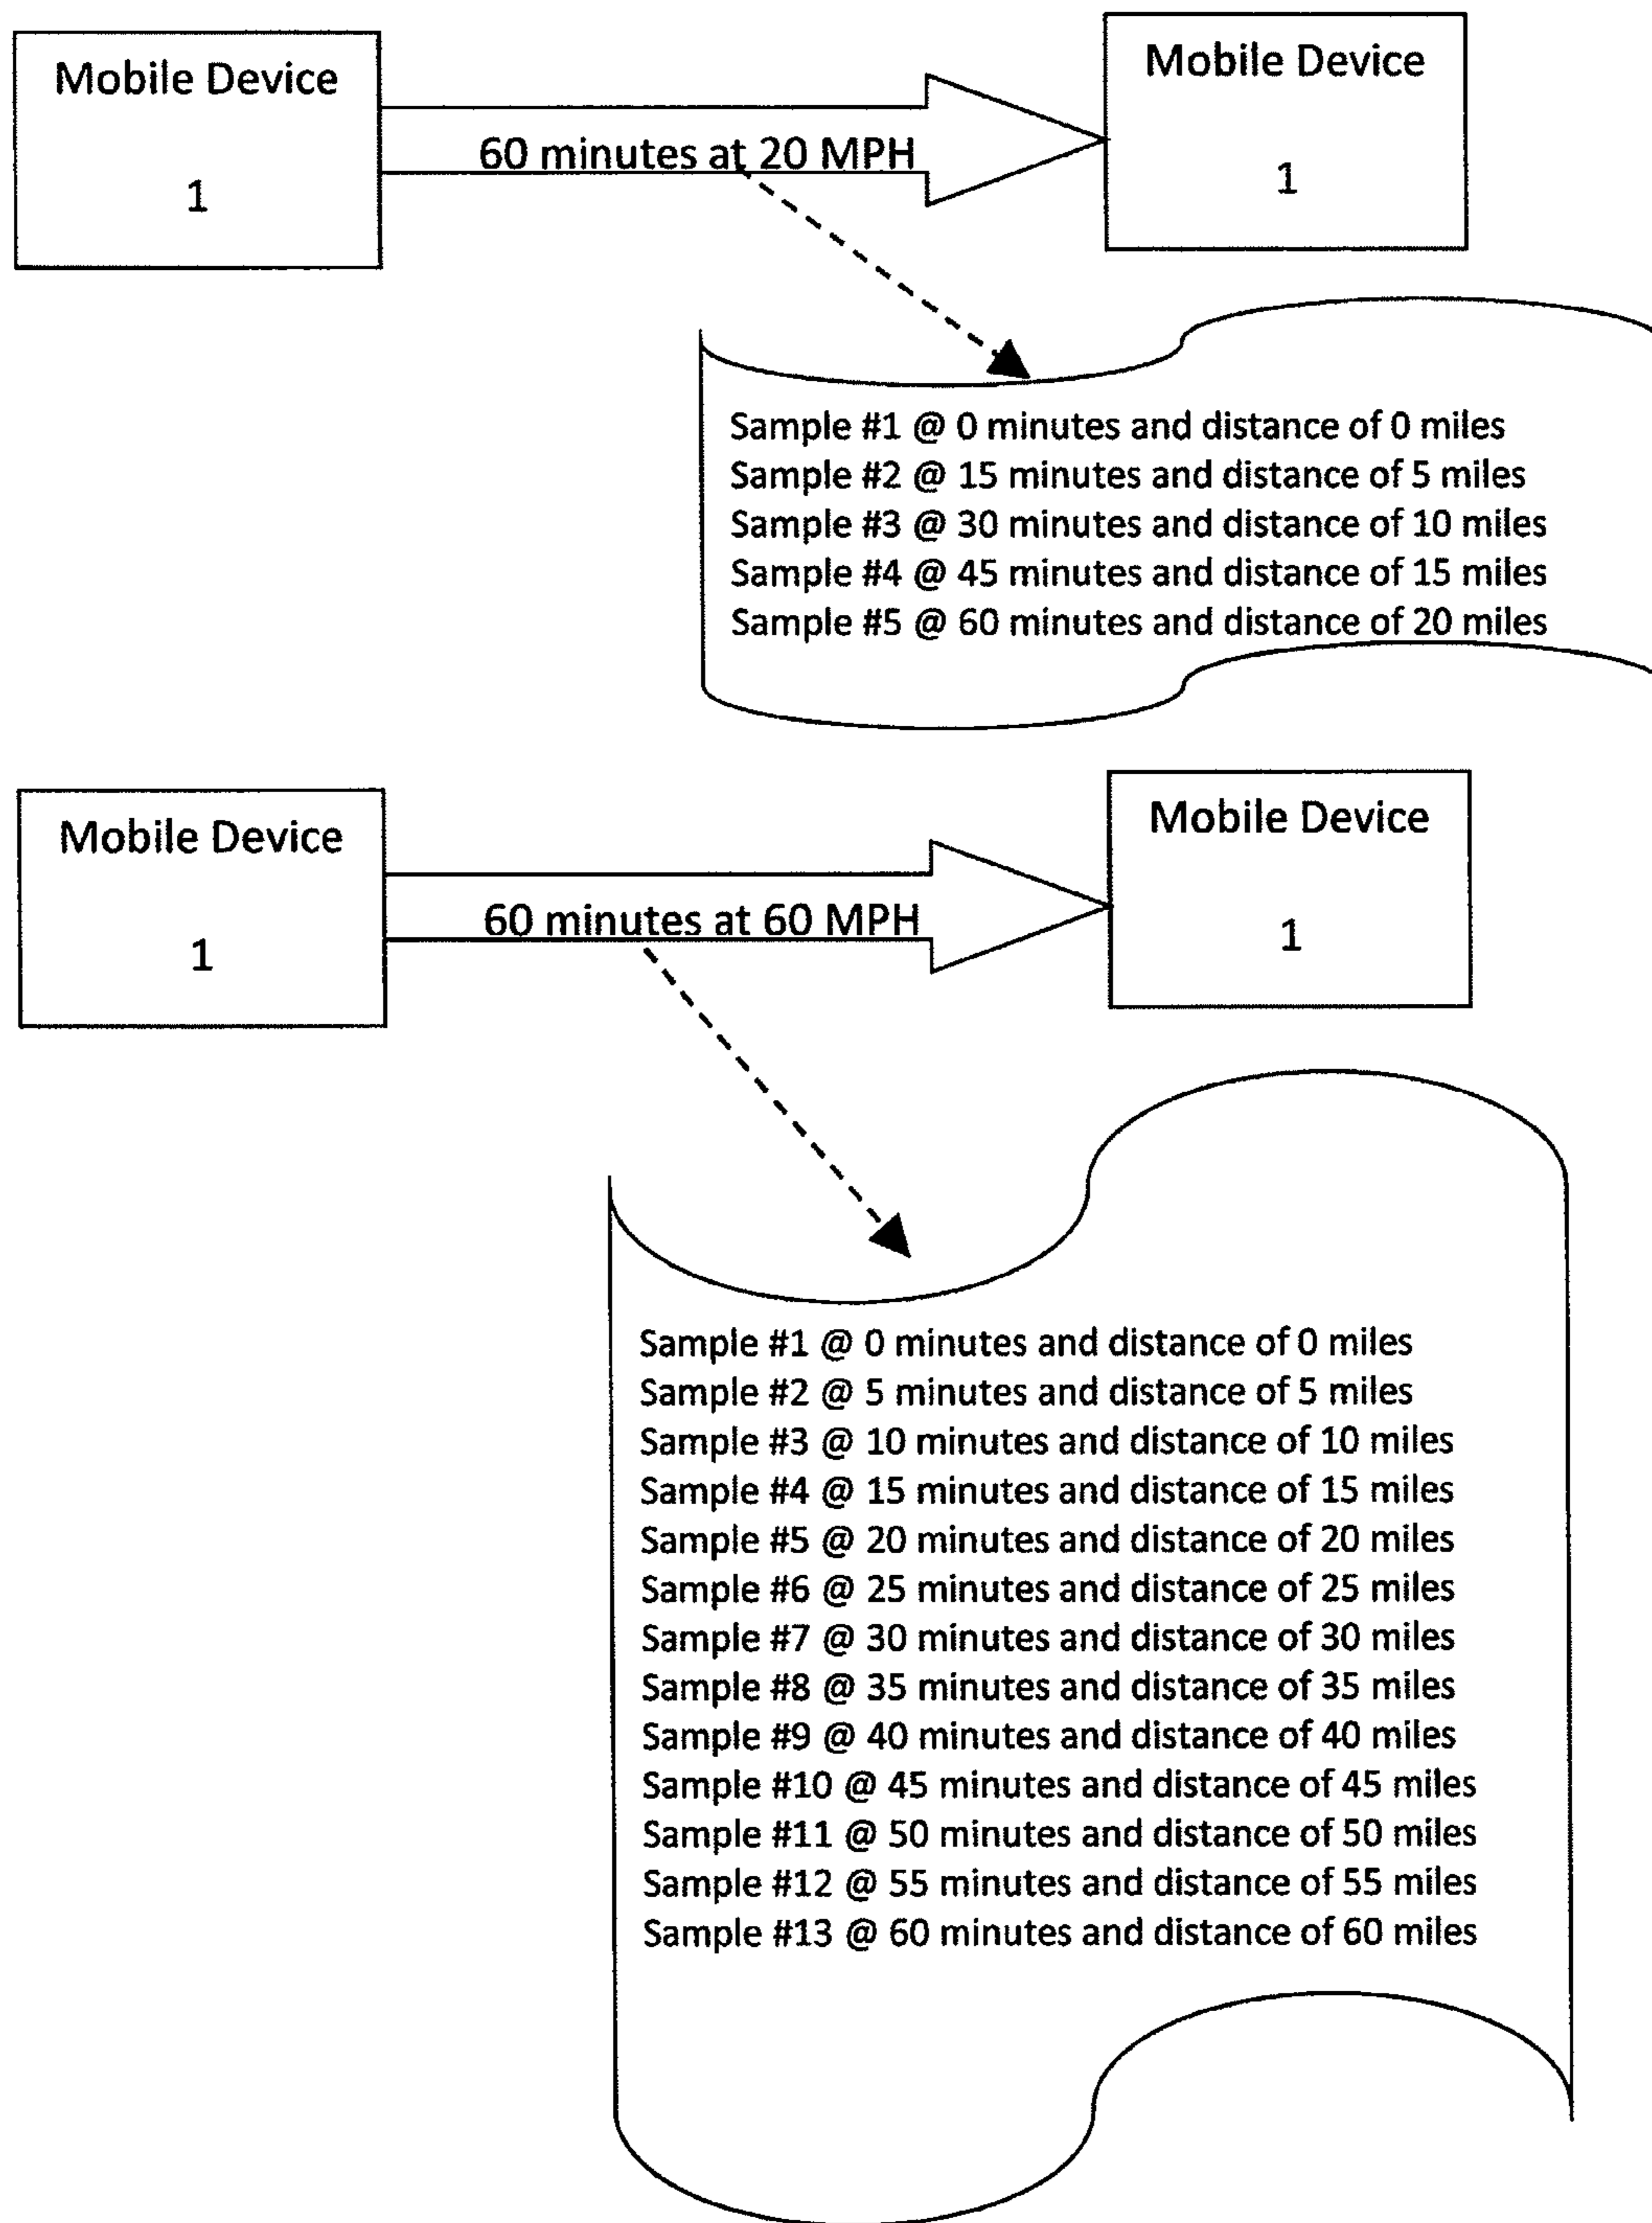 Mobile Device
1
60 minutes at 20 MPH
Mobile Device
1
Sample #1 @ 0 minutes and distance of 0 miles
Sample #2 @ 15 minutes and distance of 5 miles
Sample #3 @ 30 minutes and distance of 10 miles
Sample #4 @ 45 minutes and distance of 15 miles
Sample #5 @ 60 minutes and distance of 20 miles
Mobile Device
1
60 minutes at 60 MPH
Mobile Device
1
Sample #1 @ 0 minutes and distance of 0 miles
Sample #2 @ 5 minutes and distance of 5 miles
Sample #3 @ 10 minutes and distance of 10 miles
Sample #4 @ 15 minutes and distance of 15 miles
Sample #5 @ 20 minutes and distance of 20 miles
Sample #6 @ 25 minutes and distance of 25 miles
Sample #7 @ 30 minutes and distance of 30 miles
Sample #8 @ 35 minutes and distance of 35 miles
Sample #9 @ 40 minutes and distance of 40 miles
Sample #10 @ 45 minutes and distance of 45 miles
Sample #11 @ 50 minutes and distance of 50 miles
Sample #12 @ 55 minutes and distance of 55 miles
Sample #13 @ 60 minutes and distance of 60 miles